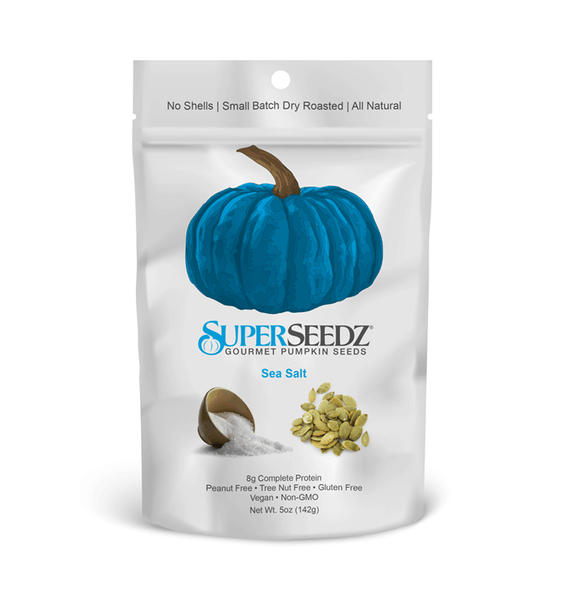 No Shells | Small Batch Dry Roasted | All Natural
SUPERSEEDZ®
GOURMET PUMPKIN SEEDS
Sea Salt
8g Complete Protein
Peanut Free • Tree Nut Free • Gluten Free
Vegan • Non-GMO
Net Wt. 5oz (142g)